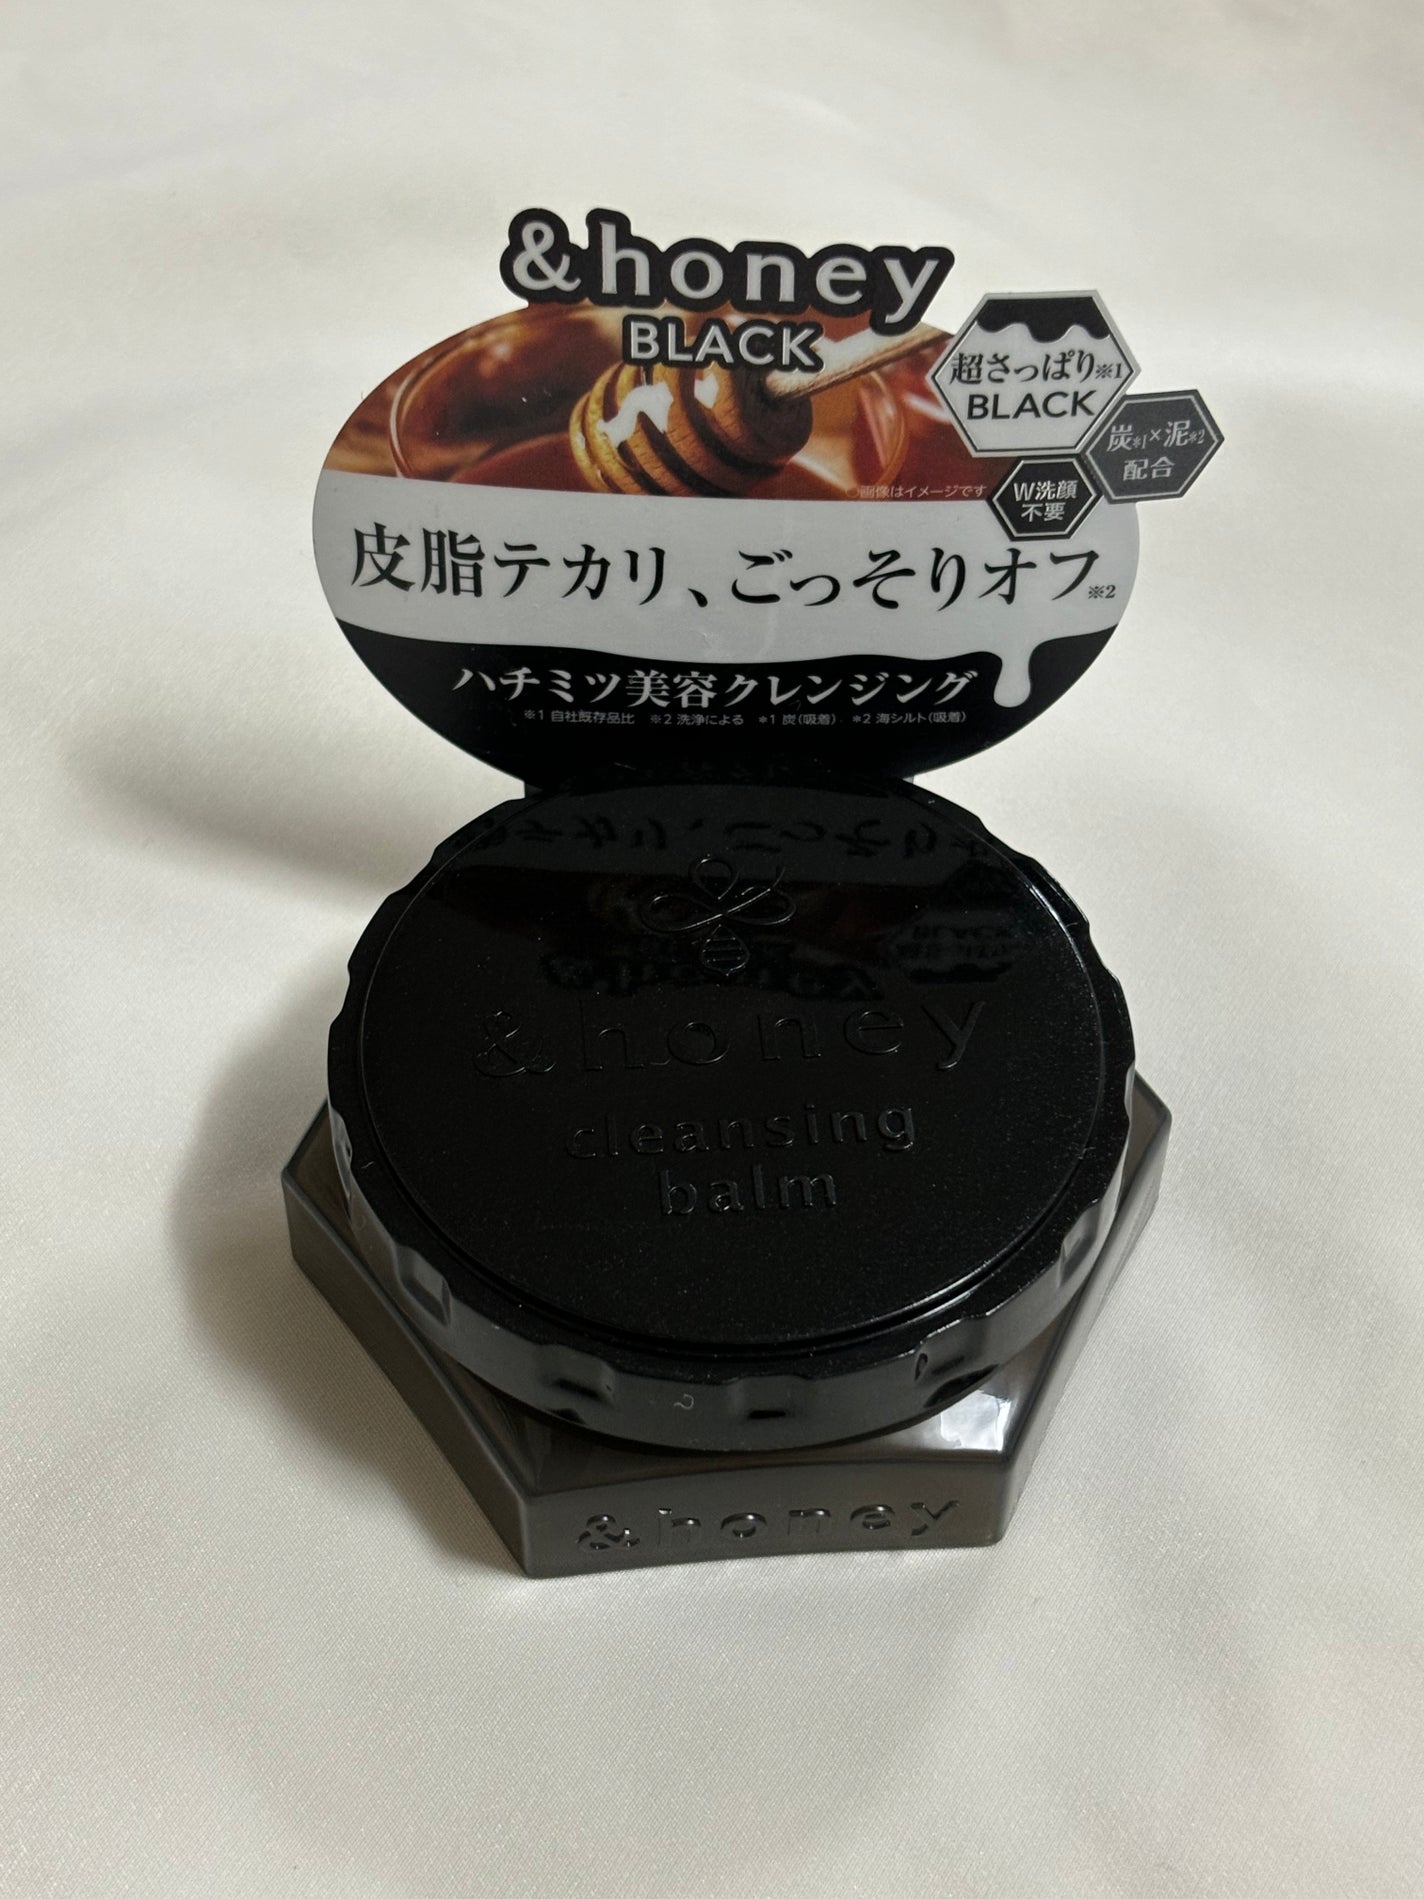 &honey
BLACK
超さっぱり※1
BLACK
炭*1×泥*2
配合
W洗顔
不要
○画像はイメージです
皮脂テカリ、ごっそりオフ※2
ハチミツ美容クレンジング
※1 自社既存品比 ※2 洗浄による *1 炭(吸着) *2 海シルト(吸着)
&honey
cleansing
balm
&honey